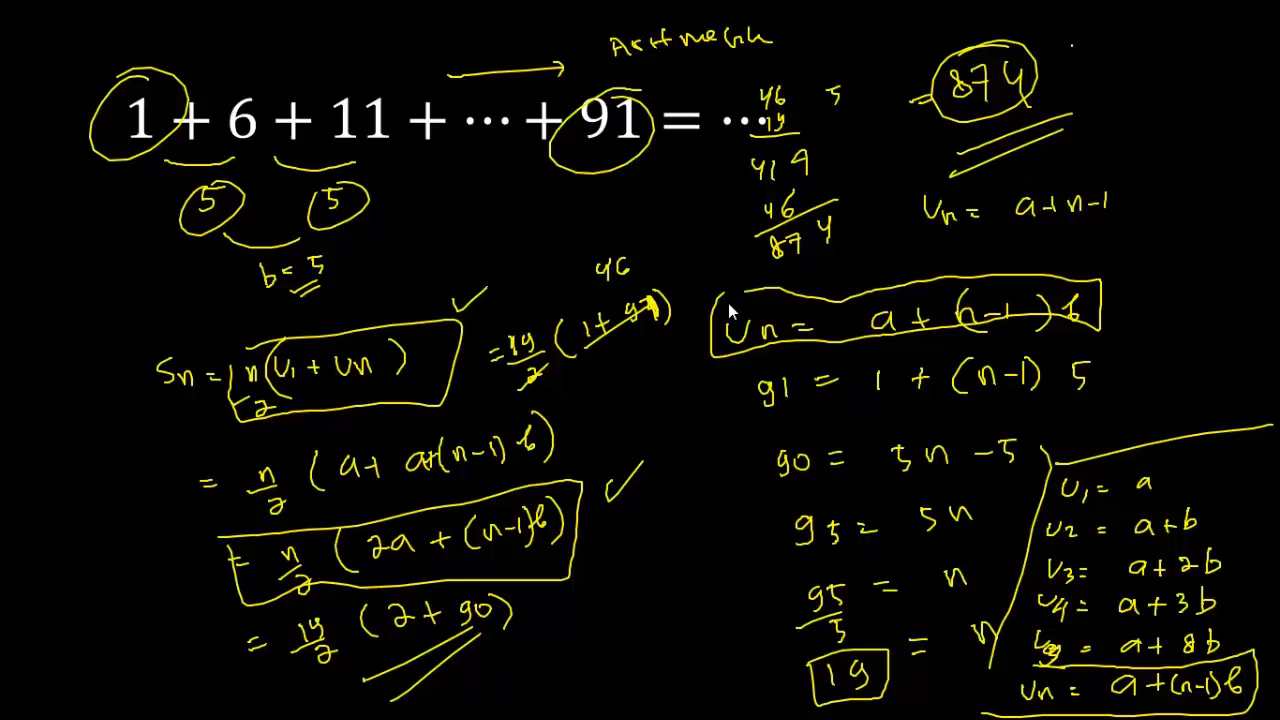 Aritmetik
1 + 6 + 11 + ⋯ + 91 = ⋯
= 874
5 5
b = 5
46 5
19
414
46
874
Un = a+n-1
Sn = n/2 (U1 + Un)
= 19/2 (1 + 91)
46
= n/2 (a + a+(n-1)b)
= n/2 (2a + (n-1)b)
= 19/2 (2 + 90)
Un = a + (n-1) b
91 = 1 + (n-1) 5
90 = 5n - 5
95 = 5n
95/5 = n
19 = n
U1 = a
U2 = a+b
U3 = a+2b
U4 = a+3b
U9 = a+8b
Un = a+(n-1)b